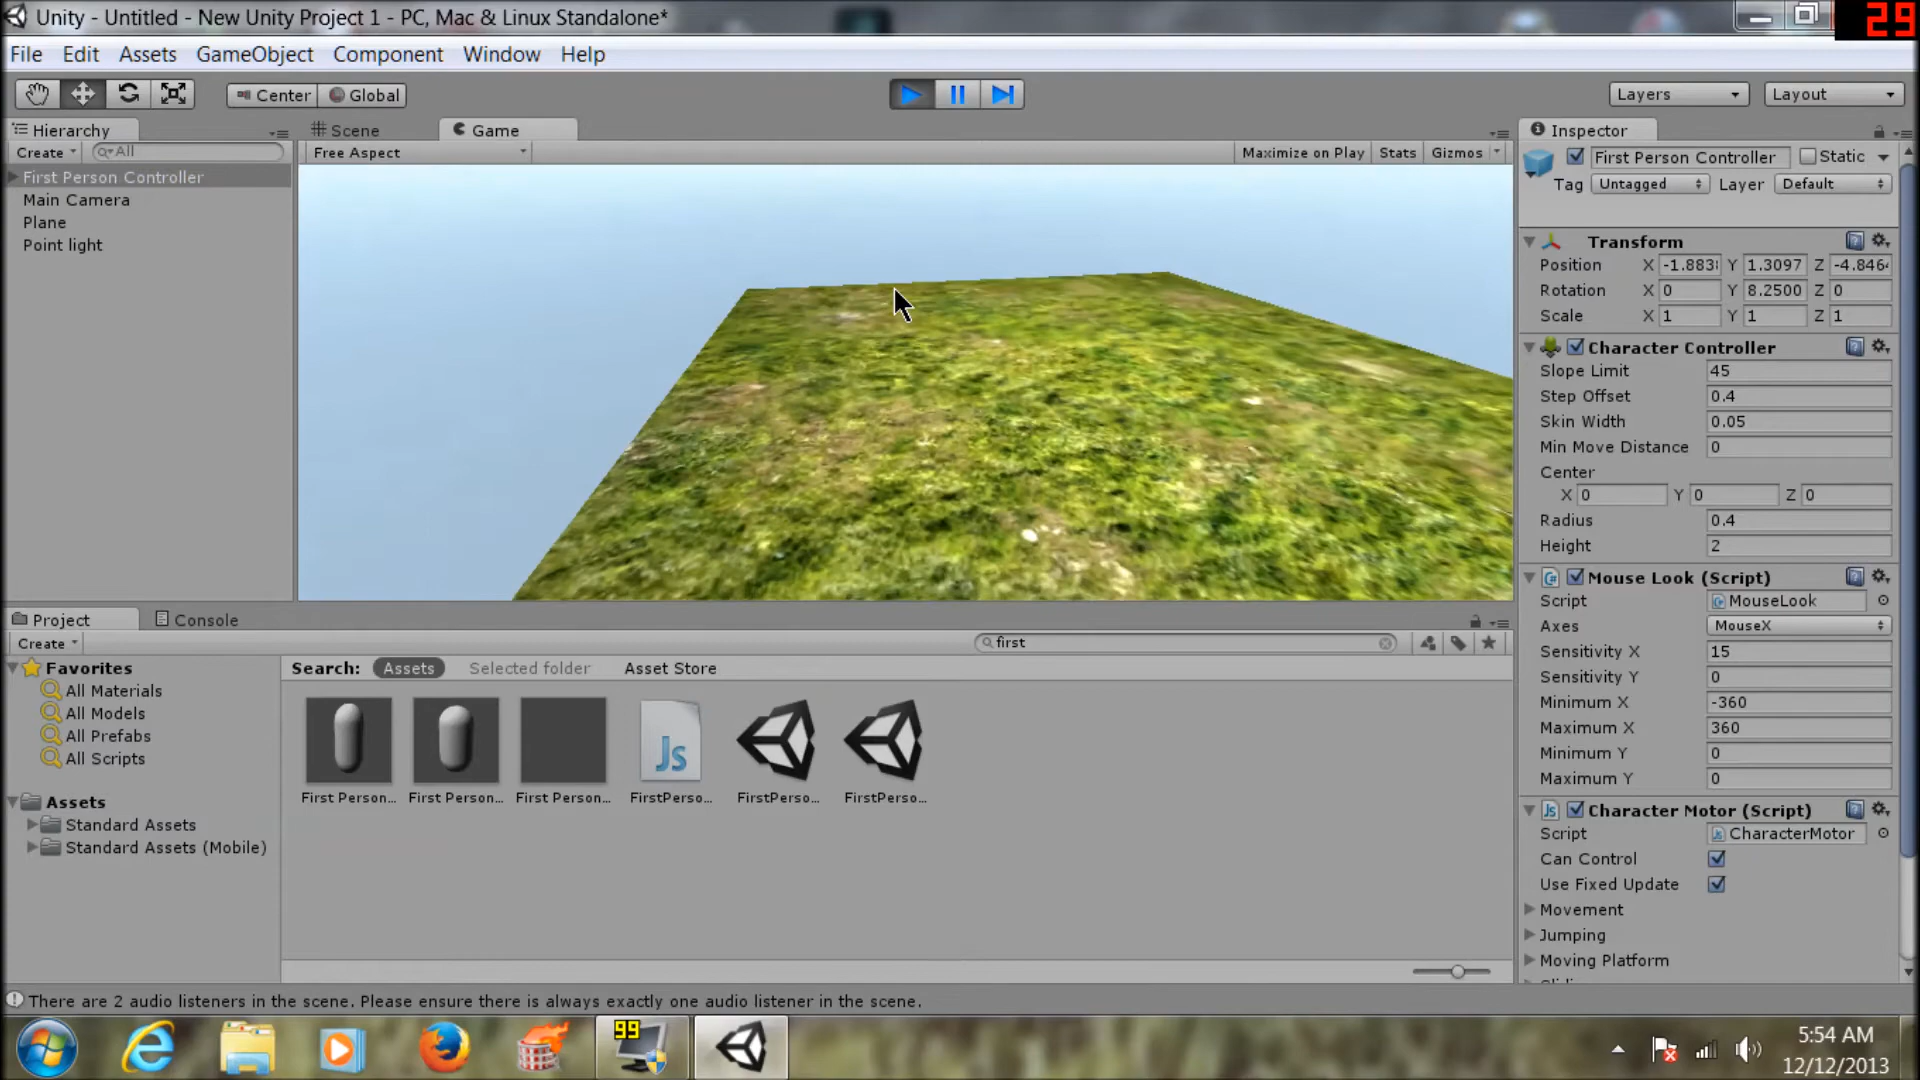 Unity - Untitled - New Unity Project 1 - PC, Mac & Linux Standalone*
29
File Edit Assets GameObject Component Window Help
Center Global Layers Layout
Hierarchy
Create All
First Person Controller
Main Camera
Plane
Point light
Scene Game
Free Aspect Maximize on Play Stats Gizmos
Inspector
First Person Controller Static
Tag Untagged Layer Default
Transform
Position X -1.883 Y 1.3097 Z -4.846
Rotation X 0 Y 8.2500 Z 0
Scale X 1 Y 1 Z 1
Character Controller
Slope Limit 45
Step Offset 0.4
Skin Width 0.05
Min Move Distance 0
Center
X 0 Y 0 Z 0
Radius 0.4
Height 2
Mouse Look (Script)
Script MouseLook
Axes MouseX
Sensitivity X 15
Sensitivity Y 0
Minimum X -360
Maximum X 360
Minimum Y 0
Maximum Y 0
Js Character Motor (Script)
Script CharacterMotor
Can Control
Use Fixed Update
Movement
Jumping
Moving Platform
Project Console
Create first
Favorites
All Materials
All Models
All Prefabs
All Scripts
Assets
Standard Assets
Standard Assets (Mobile)
Search: Assets Selected folder Asset Store
Js
First Person... First Person... First Person... FirstPerso... FirstPerso... FirstPerso...
There are 2 audio listeners in the scene. Please ensure there is always exactly one audio listener in the scene.
99
5:54 AM
12/12/2013